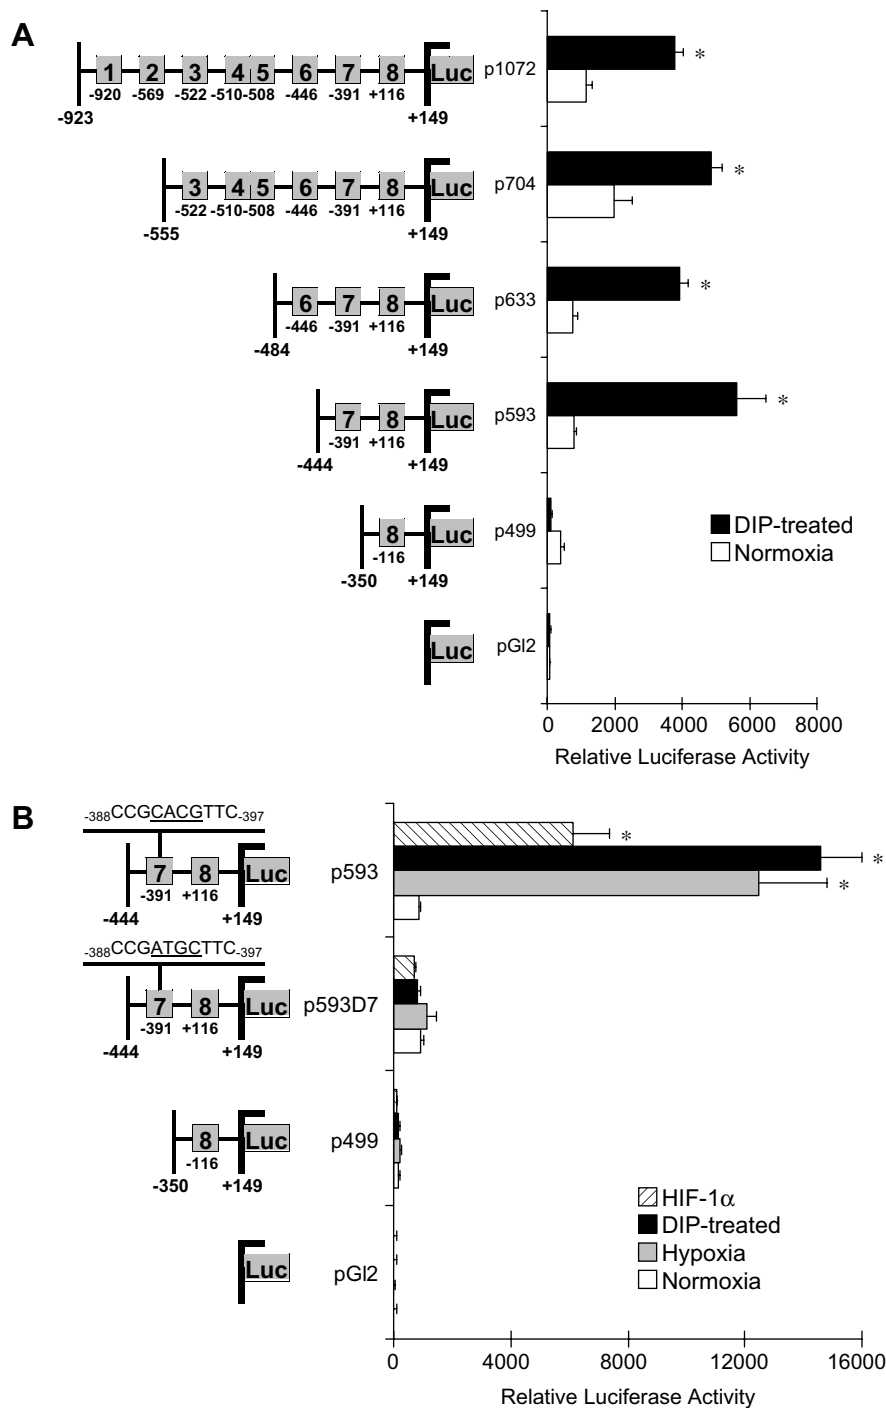 A
1 2 3 4 5 6 7 8 Luc p1072 *
-920 -569 -522 -510 -508 -446 -391 +116
-923 +149
3 4 5 6 7 8 Luc p704 *
-522 -510 -508 -446 -391 +116
-555 +149
6 7 8 Luc p633 *
-446 -391 +116
-484 +149
7 8 Luc p593 *
-391 +116
-444 +149
8 Luc p499
-116
-350 +149
DIP-treated
Normoxia
Luc pGl2
0 2000 4000 6000 8000
Relative Luciferase Activity
B
-388CCGCACGTTC-397
7 8 Luc p593 * * *
-391 +116
-444 +149
-388CCGATGCTTC-397
7 8 Luc p593D7
-391 +116
-444 +149
8 Luc p499
-116
-350 +149
HIF-1α
DIP-treated
Hypoxia
Normoxia
Luc pGl2
0 4000 8000 12000 16000
Relative Luciferase Activity